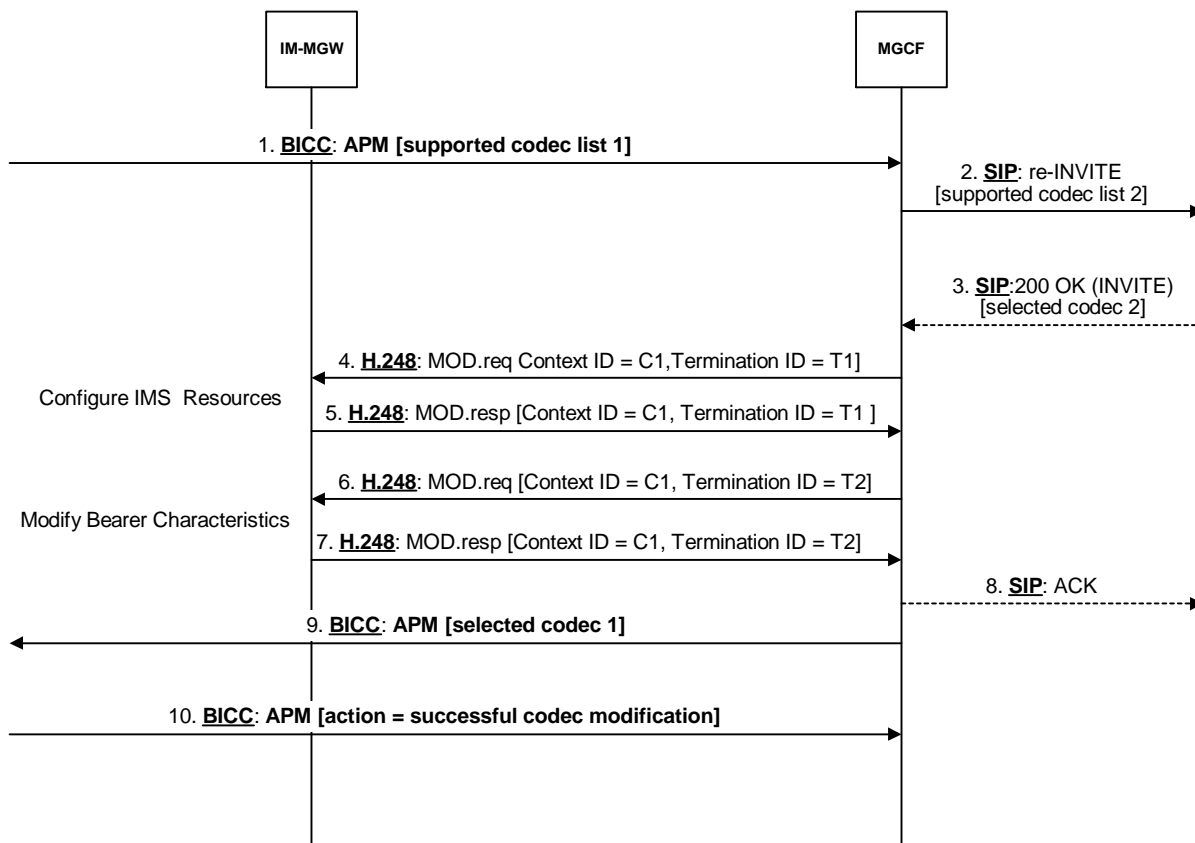 IM-MGW
MGCF
1. BICC: APM [supported codec list 1]
2. SIP: re-INVITE
[supported codec list 2]
3. SIP:200 OK (INVITE)
[selected codec 2]
4. H.248: MOD.req Context ID = C1,Termination ID = T1]
Configure IMS Resources
5. H.248: MOD.resp [Context ID = C1, Termination ID = T1 ]
6. H.248: MOD.req [Context ID = C1, Termination ID = T2]
Modify Bearer Characteristics
7. H.248: MOD.resp [Context ID = C1, Termination ID = T2]
8. SIP: ACK
9. BICC: APM [selected codec 1]
10. BICC: APM [action = successful codec modification]